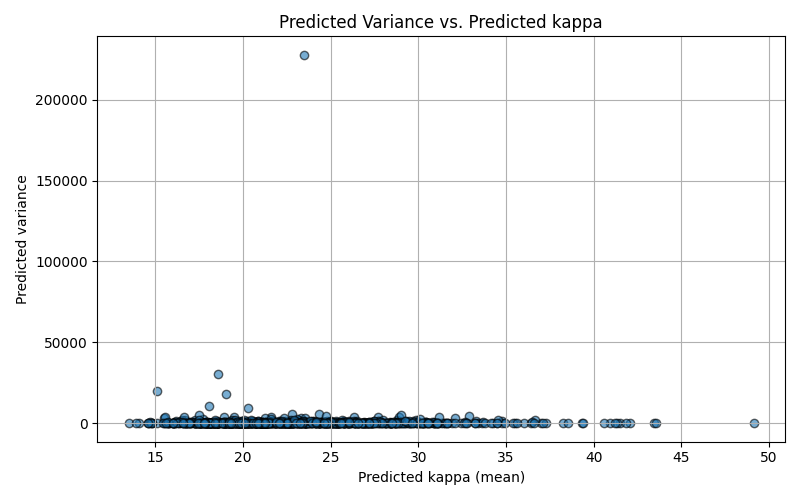 Predicted Variance vs. Predicted kappa
Predicted variance
200000
150000
100000
50000
0
15 20 25 30 35 40 45 50
Predicted kappa (mean)